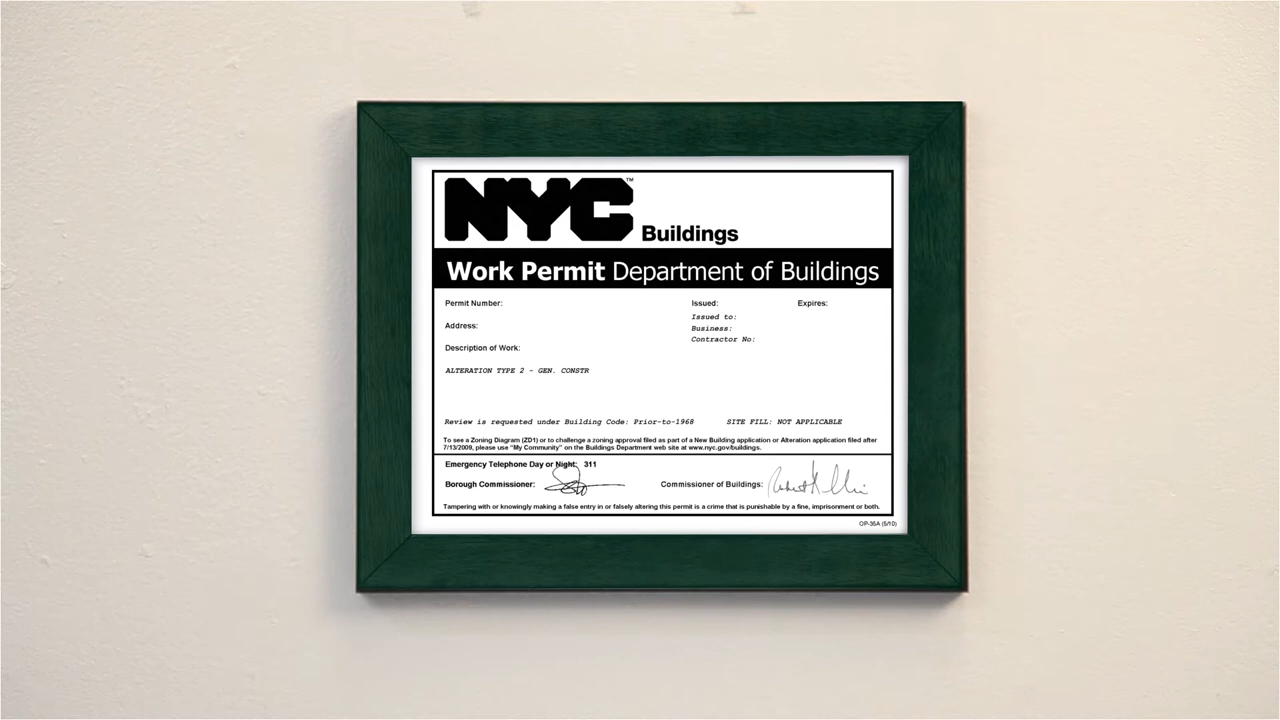 NYC™
Buildings
Work Permit Department of Buildings
Permit Number:
Issued:
Expires:
Issued to:
Business:
Contractor No:
Address:
Description of Work:
ALTERATION TYPE 2 - GEN. CONSTR
Review is requested under Building Code: Prior-to-1968
SITE FILL: NOT APPLICABLE
To see a Zoning Diagram (ZD1) or to challenge a zoning approval filed as part of a New Building application or Alteration application filed after
7/13/2009, please use "My Community" on the Buildings Department web site at www.nyc.gov/buildings.
Emergency Telephone Day or Night: 311
Borough Commissioner:
Commissioner of Buildings:
Tampering with or knowingly making a false entry in or falsely altering this permit is a crime that is punishable by a fine, imprisonment or both.
OP-35A (5/10)